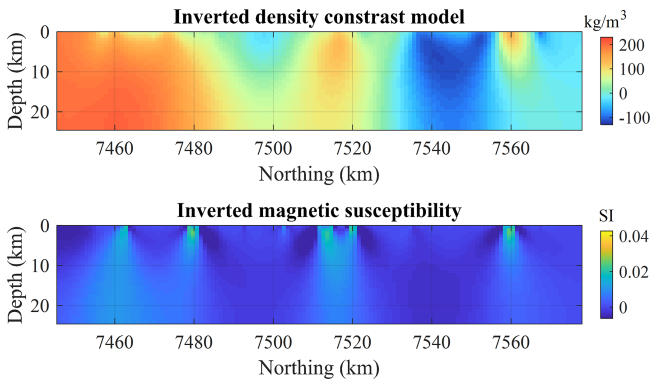 Inverted density constrast model
kg/m³
0
10
20
Depth (km)
200
100
0
-100
7460 7480 7500 7520 7540 7560
Northing (km)
Inverted magnetic susceptibility
SI
0
10
20
Depth (km)
0.04
0.02
0
7460 7480 7500 7520 7540 7560
Northing (km)